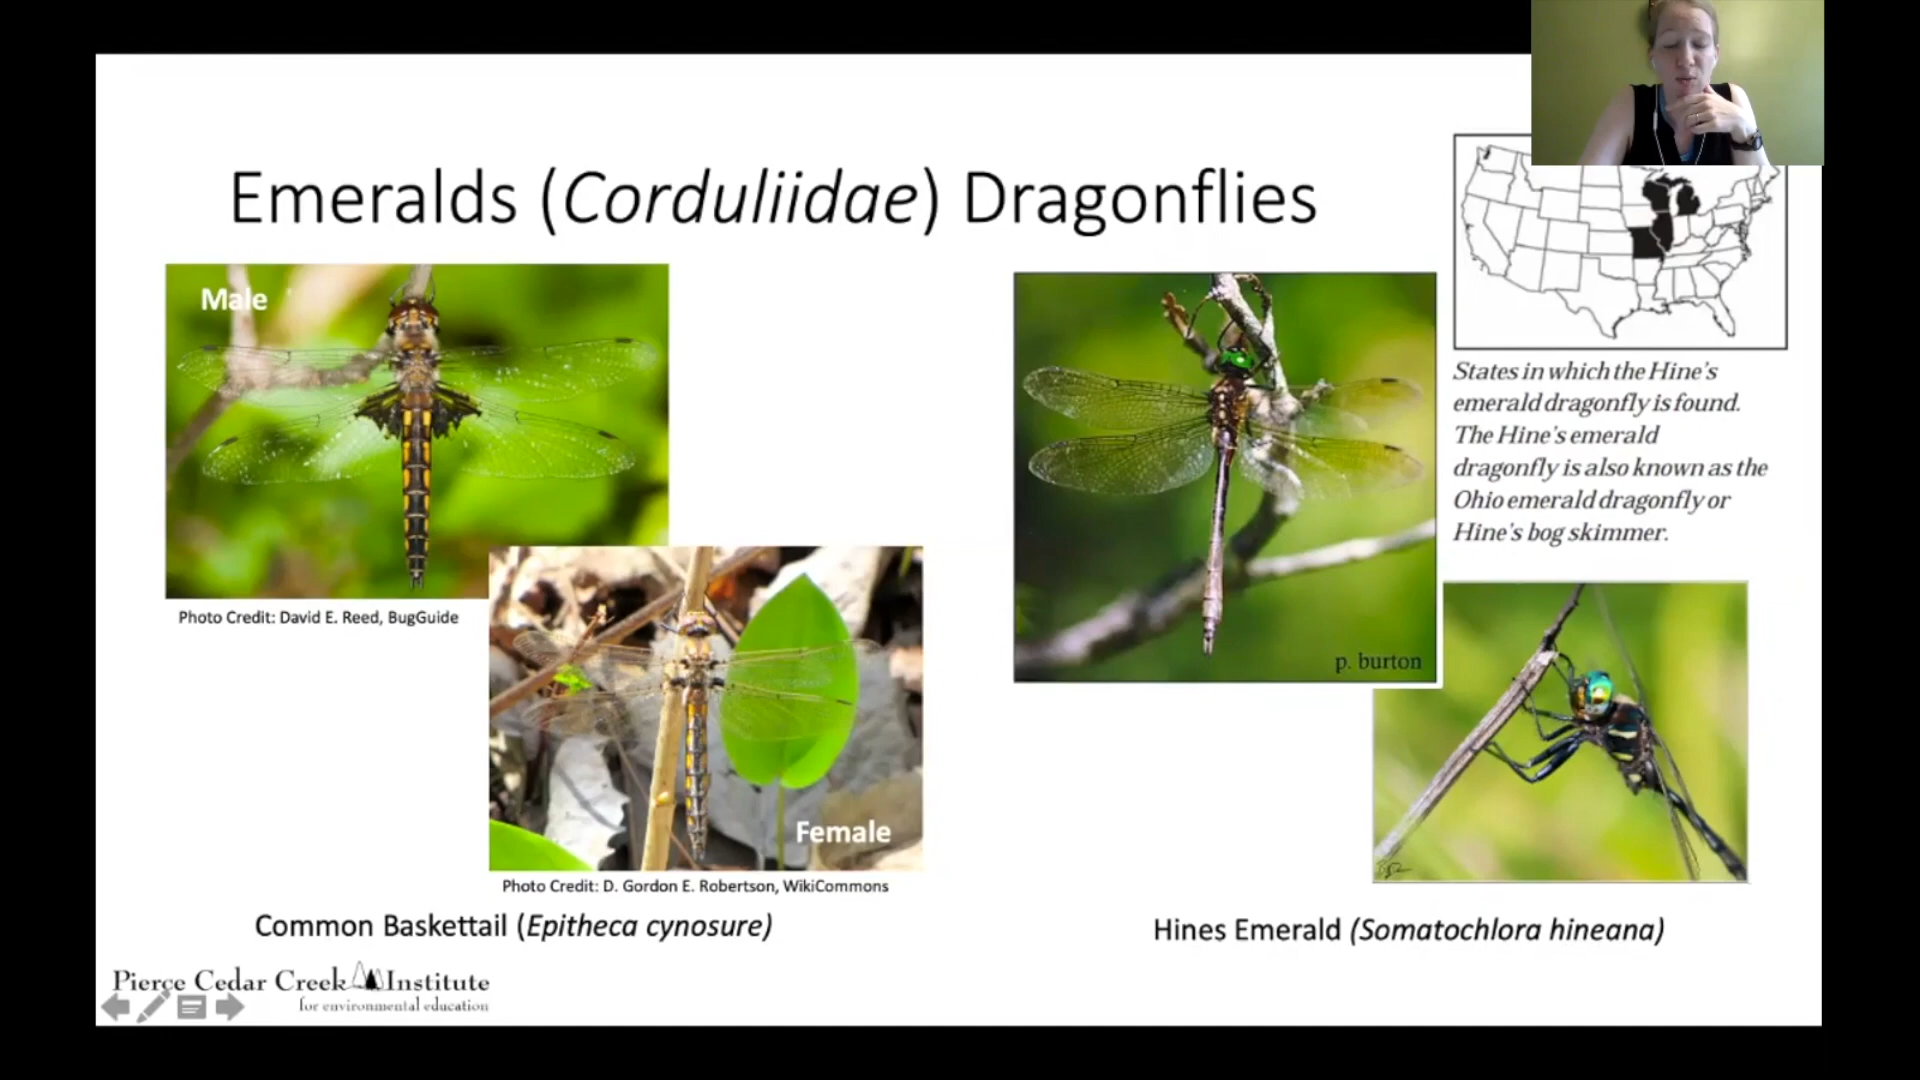 Emeralds (Corduliidae) Dragonflies
Male
Photo Credit: David E. Reed, BugGuide
Female
Photo Credit: D. Gordon E. Robertson, WikiCommons
Common Baskettail (Epitheca cynosure)
p. burton
States in which the Hine's
emerald dragonfly is found.
The Hine's emerald
dragonfly is also known as the
Ohio emerald dragonfly or
Hine's bog skimmer.
Hines Emerald (Somatochlora hineana)
Pierce Cedar Creek Institute
for environmental education